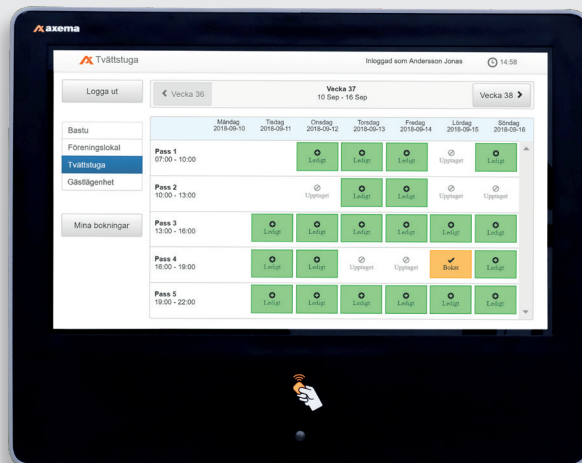 axema
Tvättstuga
Inloggad som Andersson Jonas
14:58
Logga ut
Vecka 36
Vecka 37
10 Sep - 16 Sep
Vecka 38
Bastu
Föreningslokal
Tvättstuga
Gästlägenhet
Mina bokningar
Måndag Tisdag Onsdag Torsdag Fredag Lördag Söndag
2018-09-10 2018-09-11 2018-09-12 2018-09-13 2018-09-14 2018-09-15 2018-09-16
Pass 1
07:00 - 10:00
Ledigt Ledigt Ledigt Upptaget Ledigt
Pass 2
10:00 - 13:00
Upptaget Ledigt Ledigt Upptaget Upptaget
Pass 3
13:00 - 16:00
Ledigt Ledigt Ledigt Ledigt Ledigt Ledigt
Pass 4
16:00 - 19:00
Ledigt Ledigt Upptaget Upptaget Bokat Ledigt
Pass 5
19:00 - 22:00
Ledigt Ledigt Ledigt Ledigt Ledigt Ledigt